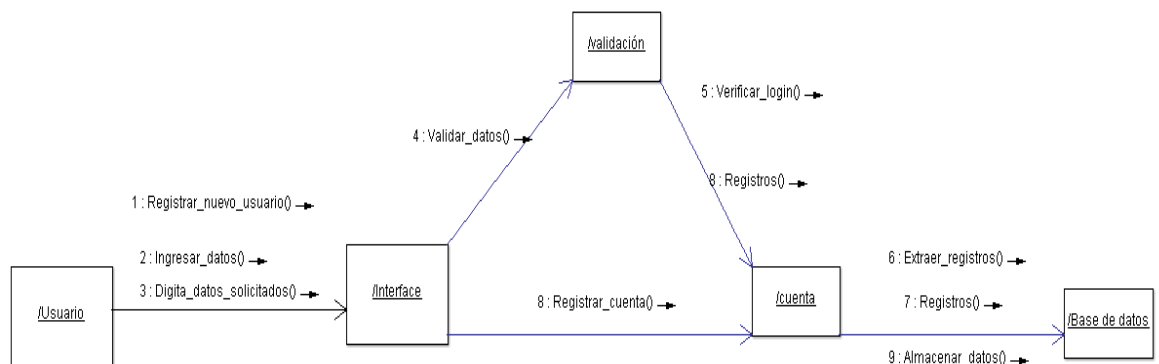 /validación
5 : Verificar_login()
4 : Validar_datos()
8 : Registros()
1 : Registrar_nuevo_usuario()
2 : Ingresar_datos()
3 : Digita_datos_solicitados()
/Usuario
/Interface
8 : Registrar_cuenta()
/cuenta
6 : Extraer_registros()
7 : Registros()
/Base de datos
9 : Almacenar_datos()